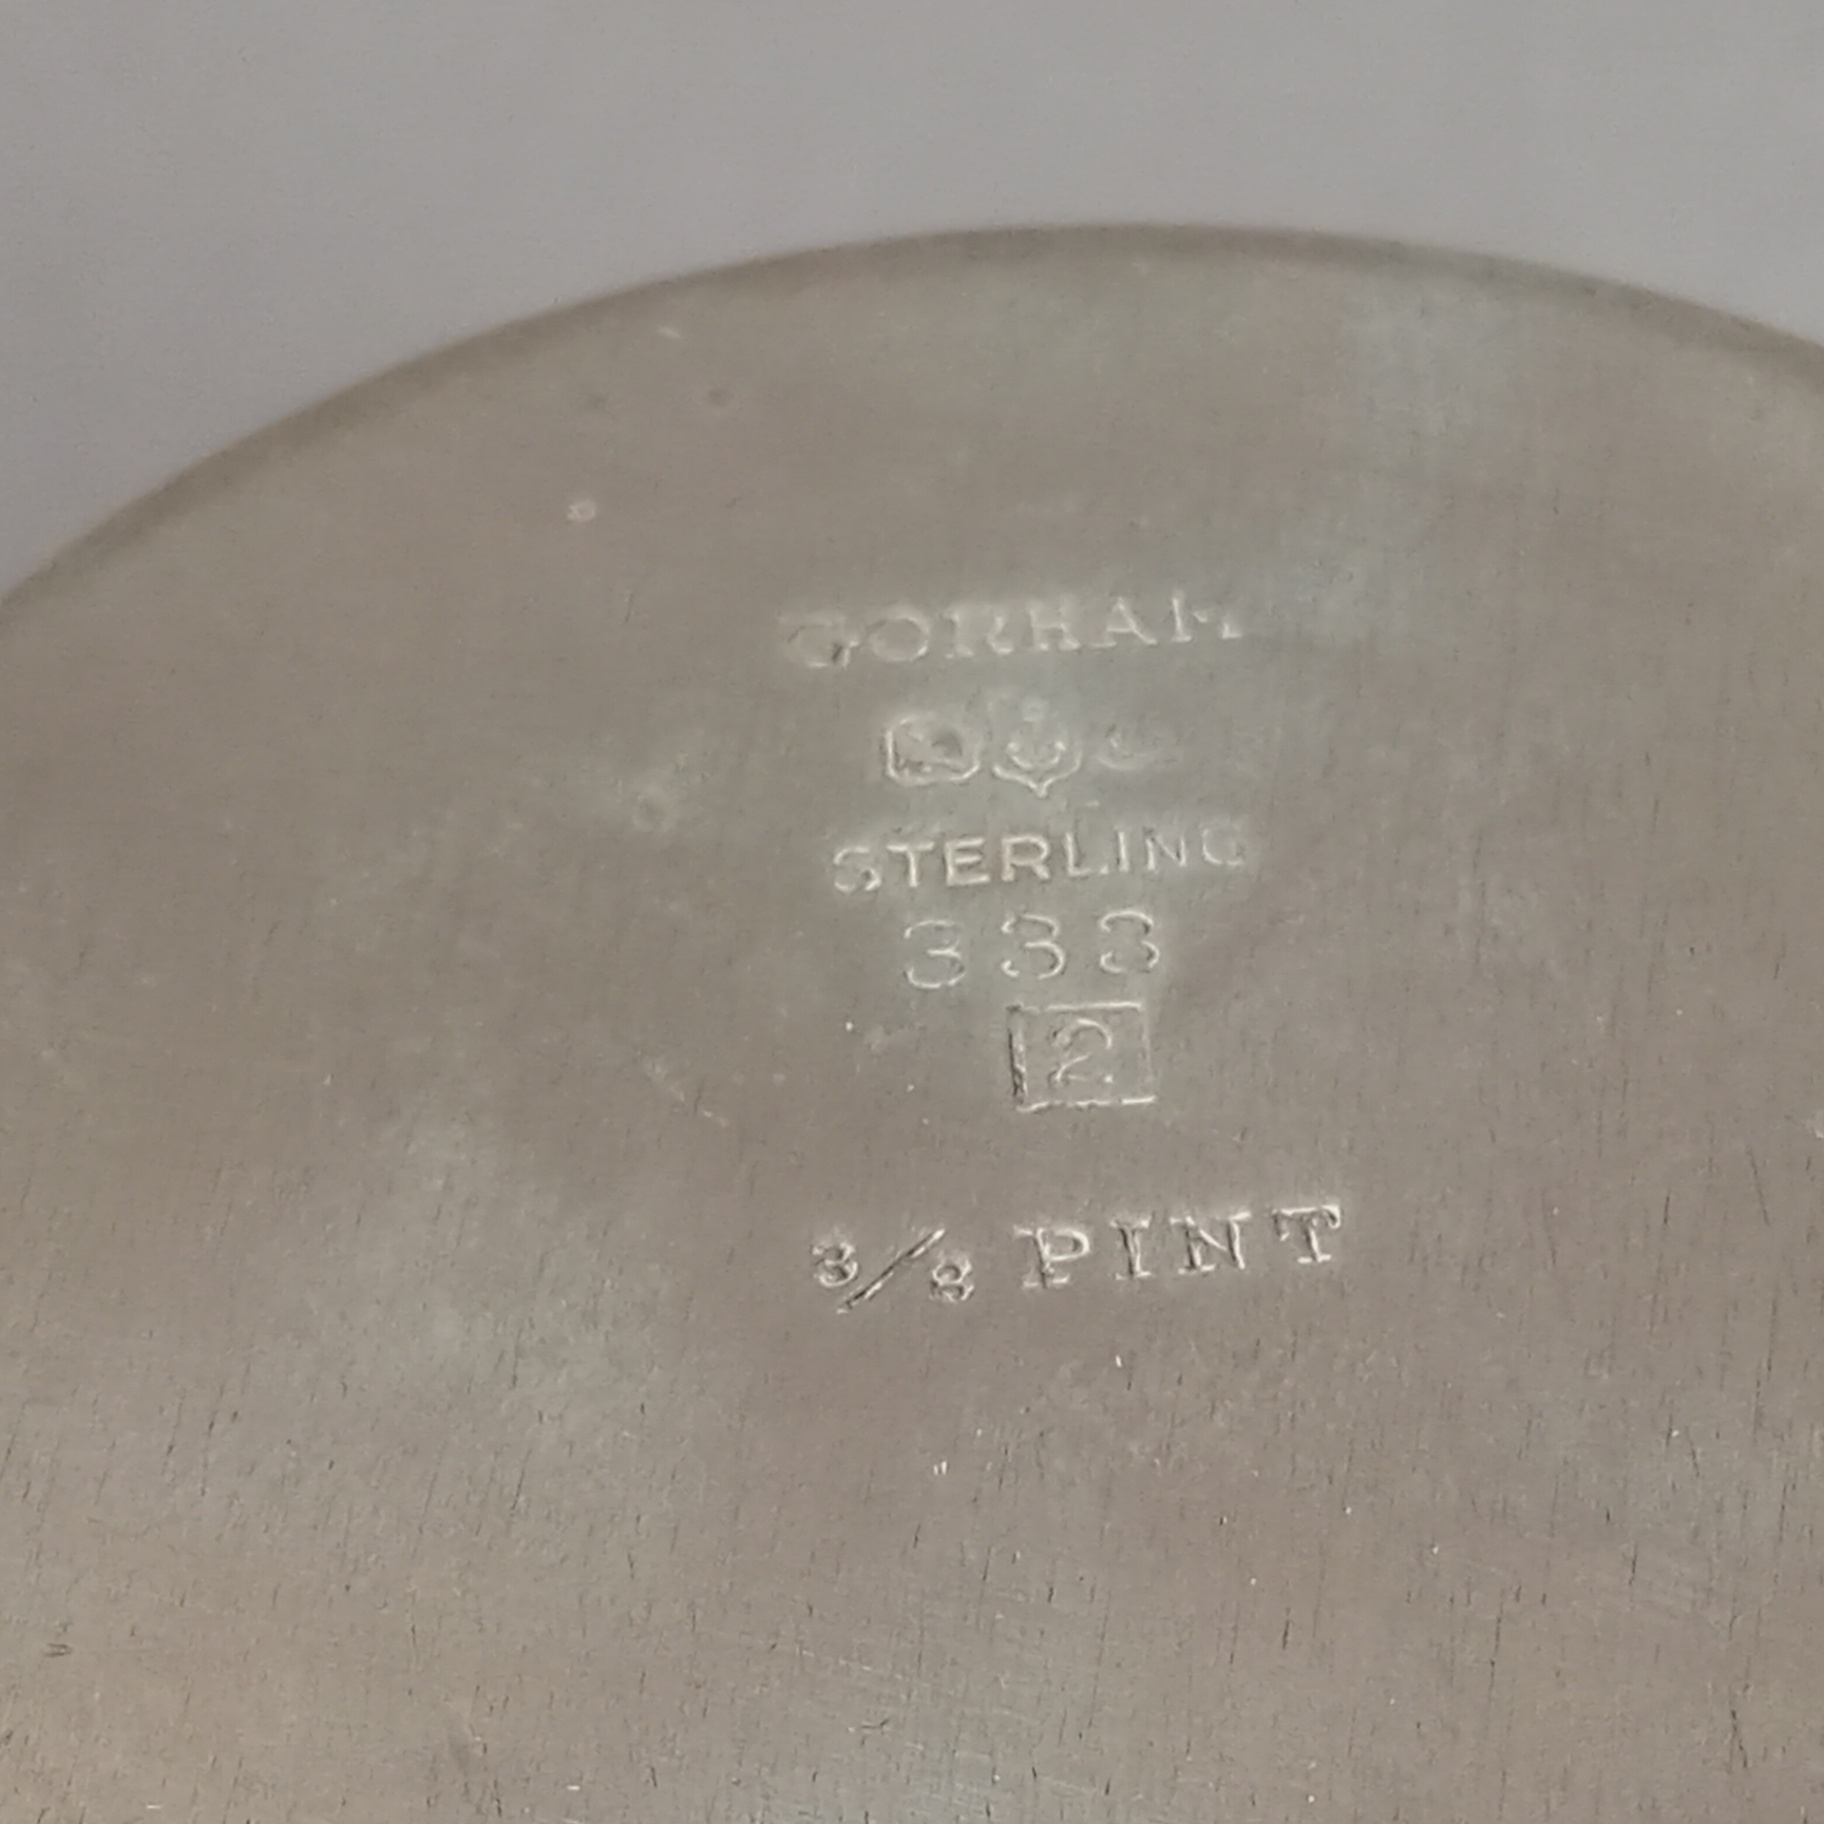 GORHAM
STERLING
333
2
3/8 PINT